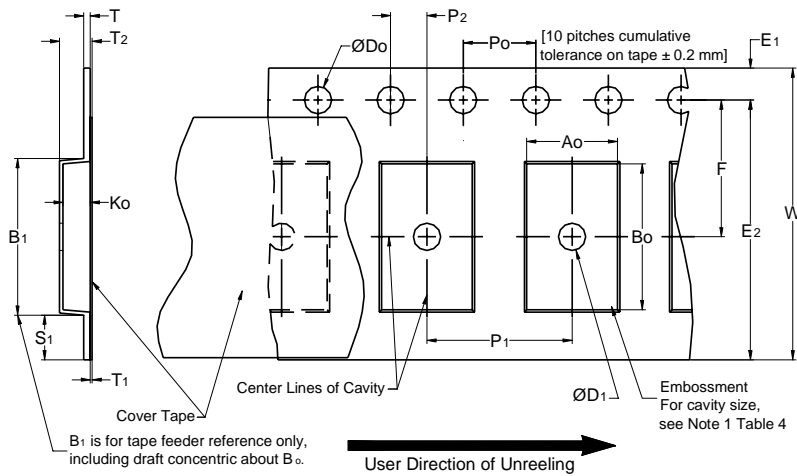 T
T2
P2
ØDo
Po
[10 pitches cumulative
tolerance on tape ± 0.2 mm]
E1
Ao
F
W
Ko
B1
Bo
E2
S1
P1
T1
Center Lines of Cavity
ØD1
Embossment
For cavity size,
see Note 1 Table 4
Cover Tape
B1 is for tape feeder reference only,
including draft concentric about Bo.
User Direction of Unreeling